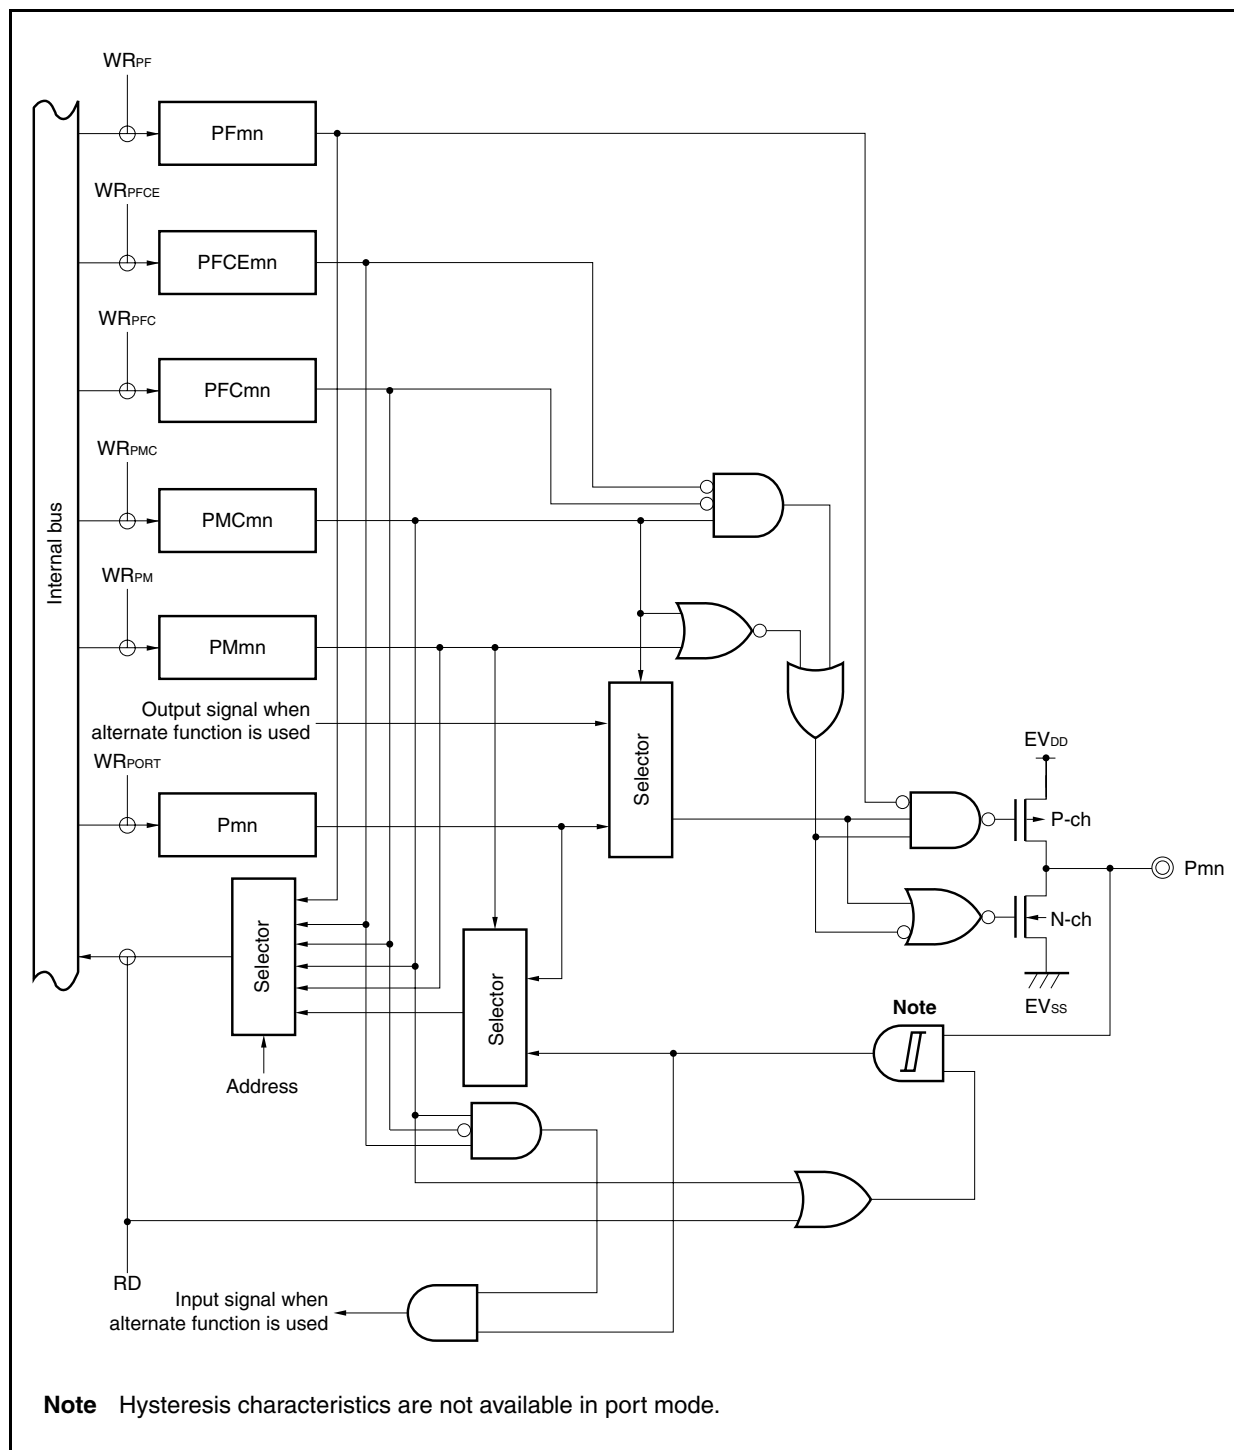 WRPF
PFmn
WRPFCE
PFCEmn
WRPFC
PFCmn
WRPMC
PMCmn
Internal bus
WRPM
PMmn
Output signal when
alternate function is used
Selector
WRPORT
Pmn
EVDD
P-ch
Pmn
N-ch
EVSS
Selector
Selector
Note
Address
RD
Input signal when
alternate function is used
Note Hysteresis characteristics are not available in port mode.